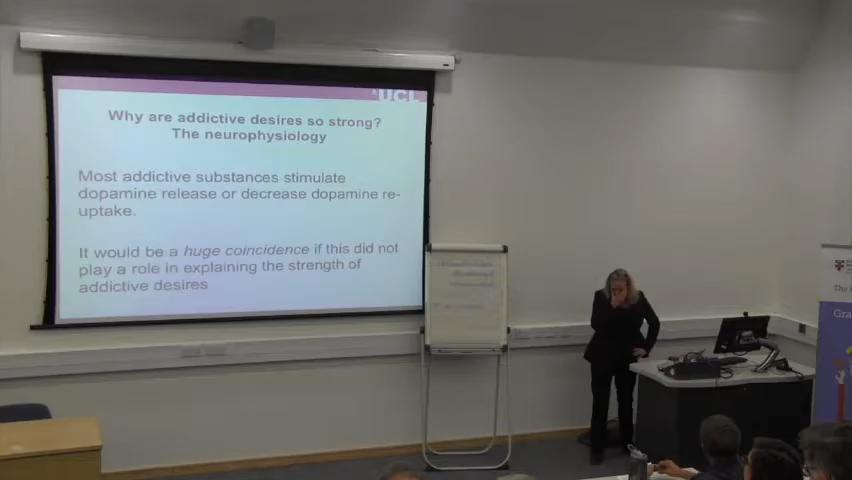 UCL
Why are addictive desires so strong?
The neurophysiology
Most addictive substances stimulate
dopamine release or decrease dopamine re-
uptake.
It would be a huge coincidence if this did not
play a role in explaining the strength of
addictive desires
The
Gra